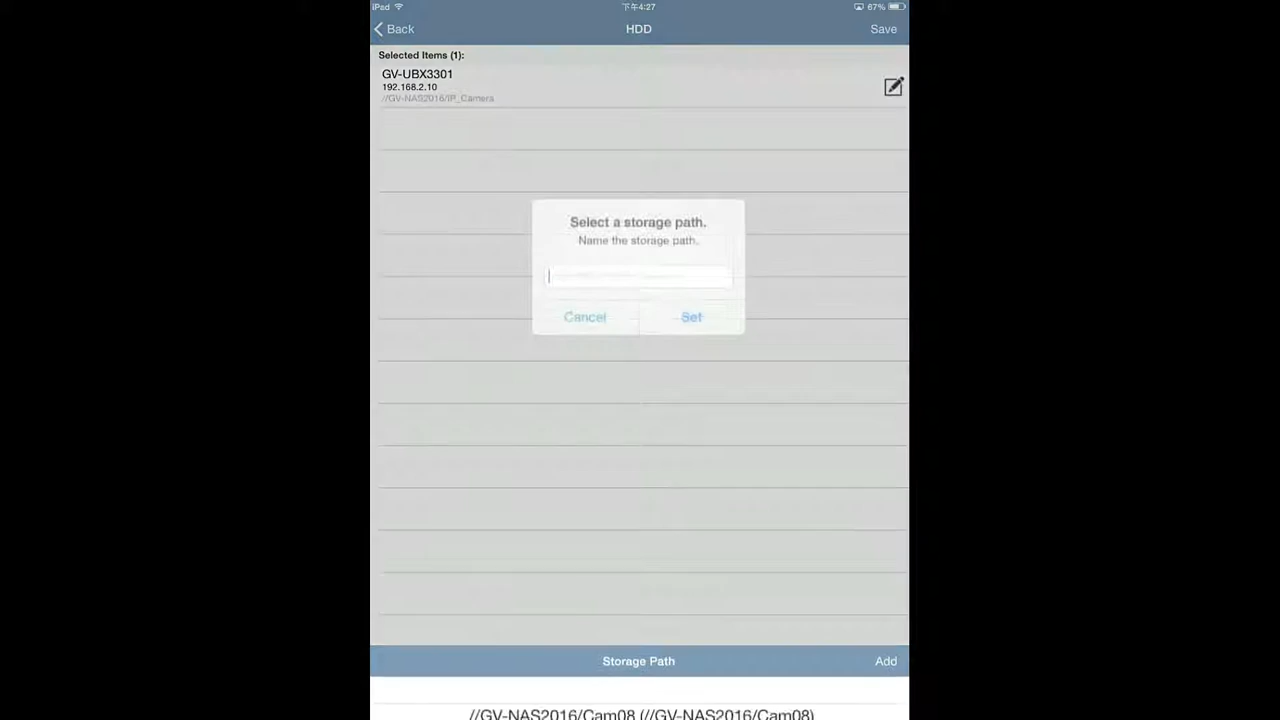 iPad 下午4:27 67%
Back HDD Save
Selected Items (1):
GV-UBX3301
192.168.2.10
//GV-NAS2016/IP_Camera
Select a storage path.
Name the storage path.
Cancel Set
Storage Path Add
//GV-NAS2016/Cam08 (//GV-NAS2016/Cam08)